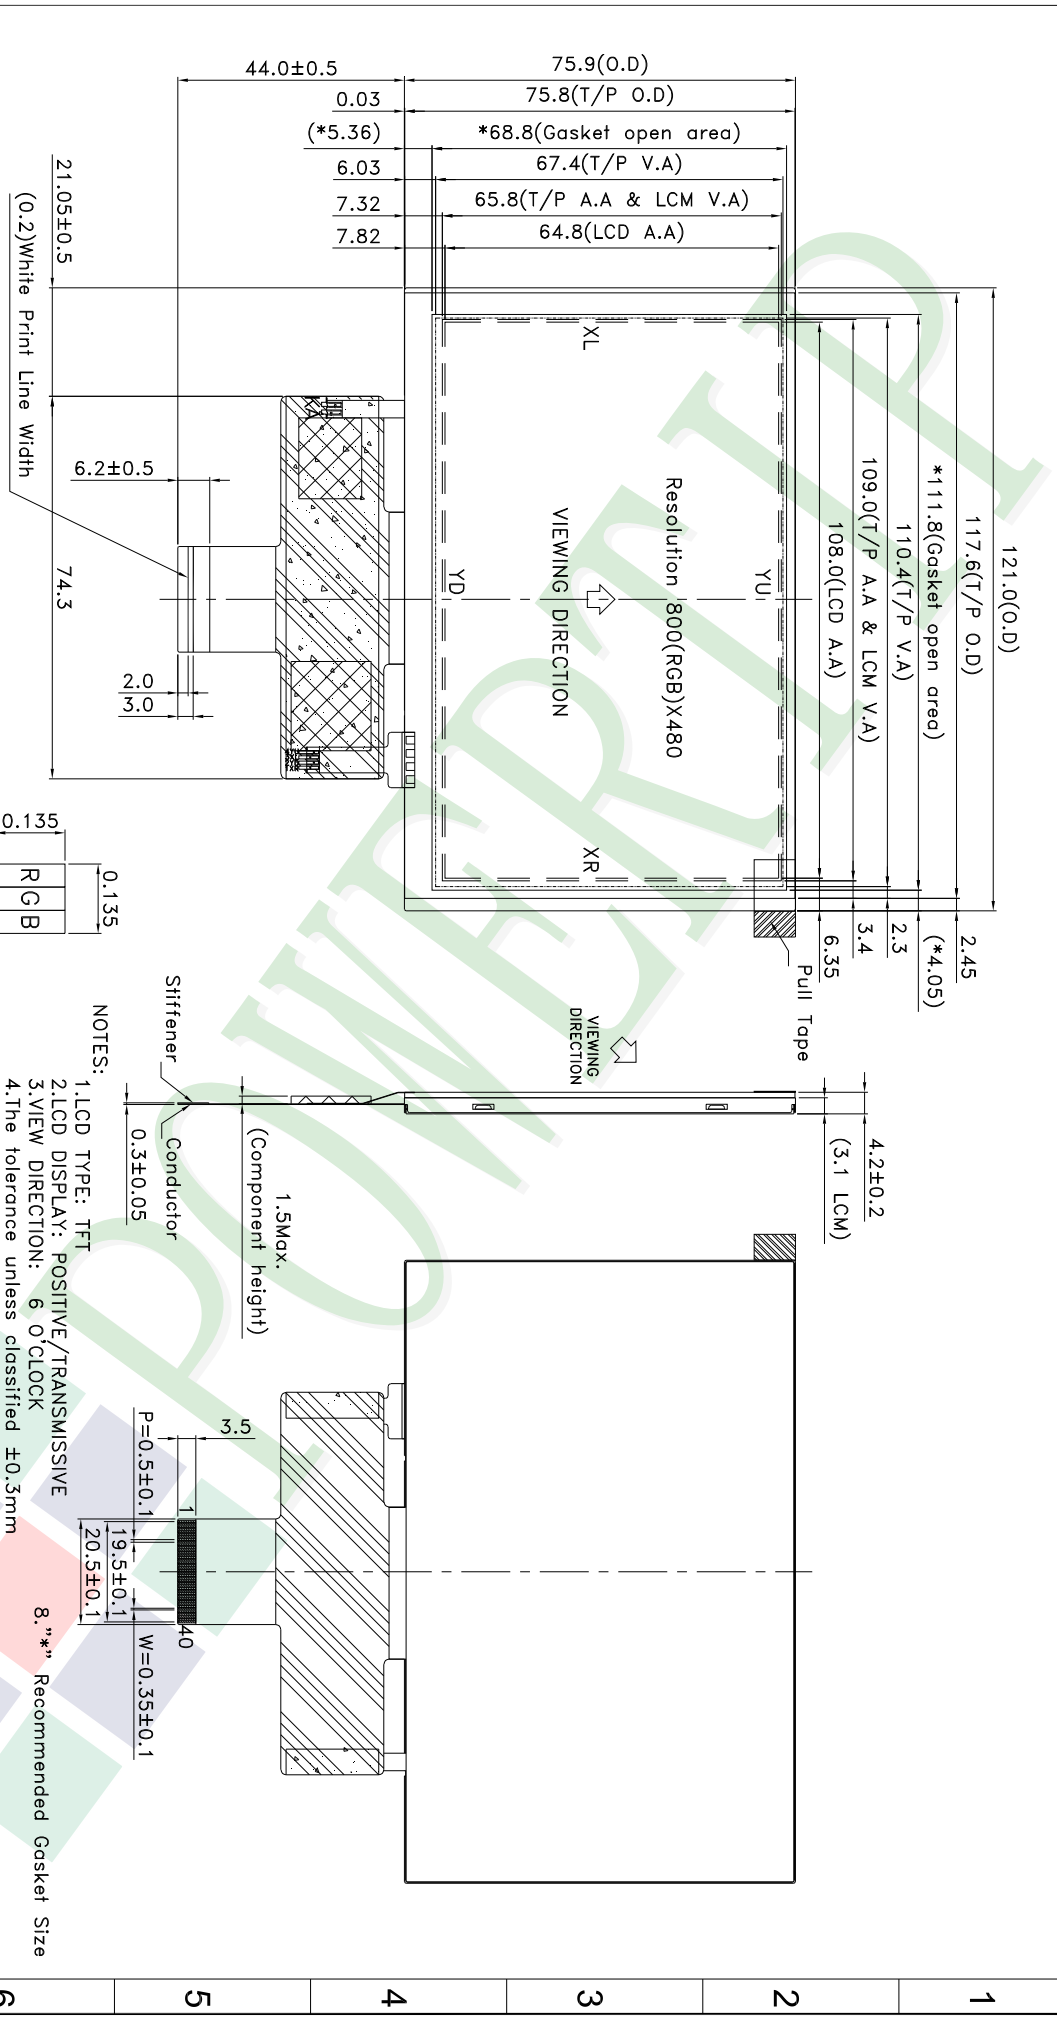 44.0±0.5
75.9(O.D)
0.03
75.8(T/P O.D)
(*5.36)
*68.8(Gasket open area)
6.03
67.4(T/P V.A)
7.32
65.8(T/P A.A & LCM V.A)
7.82
64.8(LCD A.A)
121.0(O.D)
117.6(T/P O.D)
*111.8(Gasket open area)
110.4(T/P V.A)
109.0(T/P A.A & LCM V.A)
108.0(LCD A.A)
21.05±0.5
74.3
(0.2)White Print Line Width
6.2±0.5
2.0
3.0
XL
XR
YU
YD
Resolution 800(RGB)X480
VIEWING DIRECTION
2.45
(*4.05)
2.3
3.4
6.35
Pull Tape
0.135
0.135
R G B
VIEWING
DIRECTION
4.2±0.2
(3.1 LCM)
Stiffener
Conductor
0.3±0.05
1.5Max.
(Component height)
3.5
1
40
P=0.5±0.1
W=0.35±0.1
19.5±0.1
20.5±0.1
NOTES:
1.LCD TYPE: TFT
2.LCD DISPLAY: POSITIVE/TRANSMISSIVE
3.VIEW DIRECTION: 6 O'CLOCK
4.The tolerance unless classified ±0.3mm
8."*" Recommended Gasket Size
1
2
3
4
5
6
POWERTIP